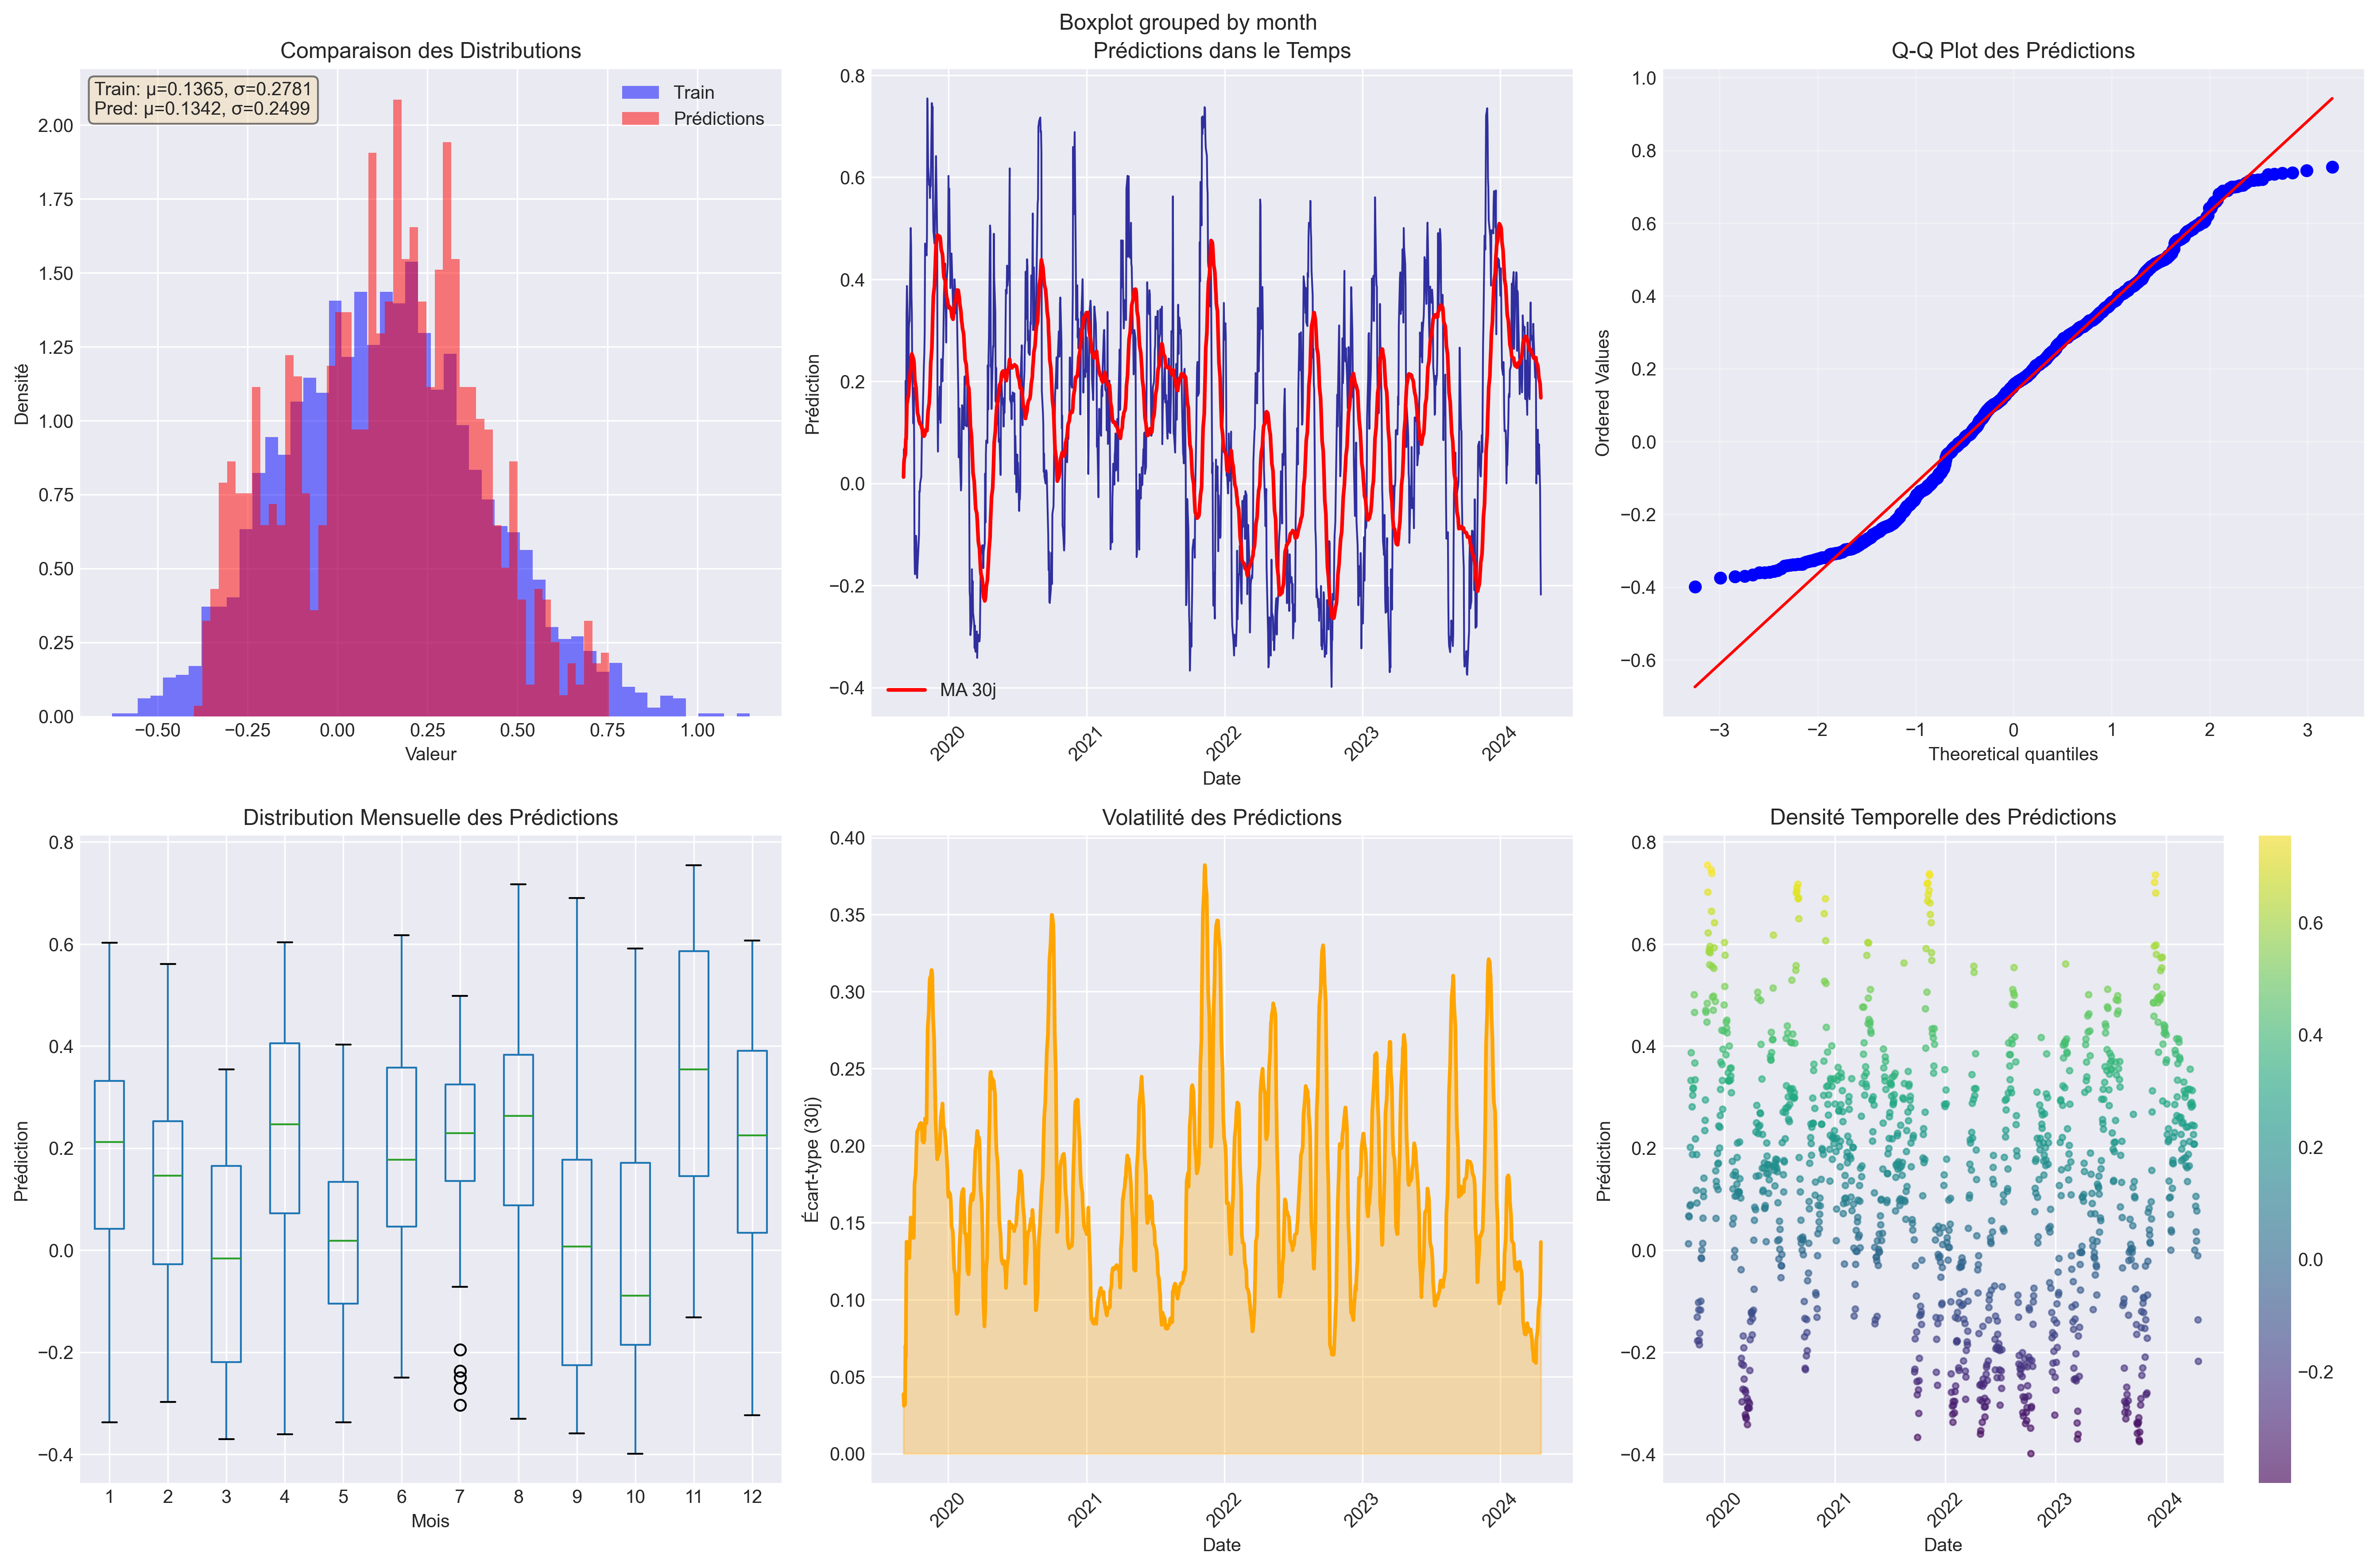 Boxplot grouped by month
Comparaison des Distributions
Train: μ=0.1365, σ=0.2781
Pred: μ=0.1342, σ=0.2499
Train
Prédictions
2.00
1.75
1.50
1.25
1.00
0.75
0.50
0.25
0.00
Densité
−0.50 −0.25 0.00 0.25 0.50 0.75 1.00
Valeur
Prédictions dans le Temps
0.8
0.6
0.4
0.2
0.0
−0.2
−0.4
Prédiction
MA 30j
2020 2021 2022 2023 2024
Date
Q-Q Plot des Prédictions
1.0
0.8
0.6
0.4
0.2
0.0
−0.2
−0.4
−0.6
Ordered Values
−3 −2 −1 0 1 2 3
Theoretical quantiles
Distribution Mensuelle des Prédictions
0.8
0.6
0.4
0.2
0.0
−0.2
−0.4
Prédiction
1 2 3 4 5 6 7 8 9 10 11 12
Mois
Volatilité des Prédictions
0.40
0.35
0.30
0.25
0.20
0.15
0.10
0.05
0.00
Écart-type (30j)
2020 2021 2022 2023 2024
Date
Densité Temporelle des Prédictions
0.8
0.6
0.4
0.2
0.0
−0.2
−0.4
Prédiction
2020 2021 2022 2023 2024
Date
0.6
0.4
0.2
0.0
−0.2